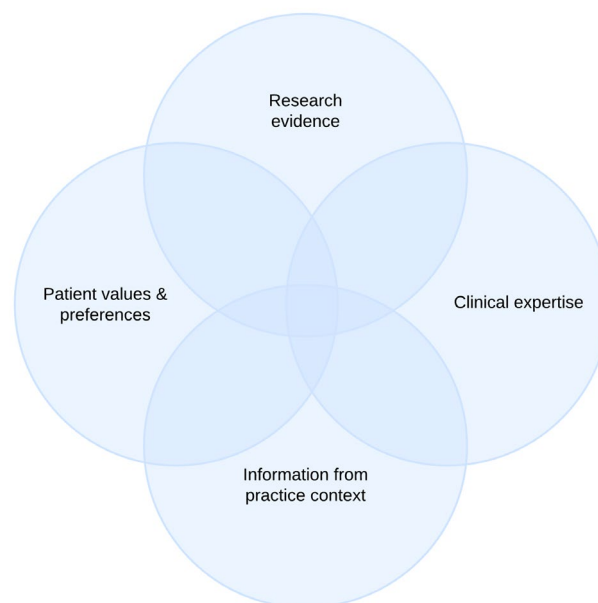 Research
evidence
Patient values &
preferences
Clinical expertise
Information from
practice context